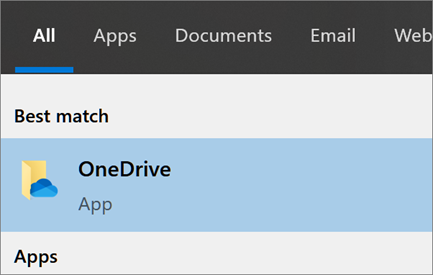 All Apps Documents Email Web
Best match
OneDrive
App
Apps